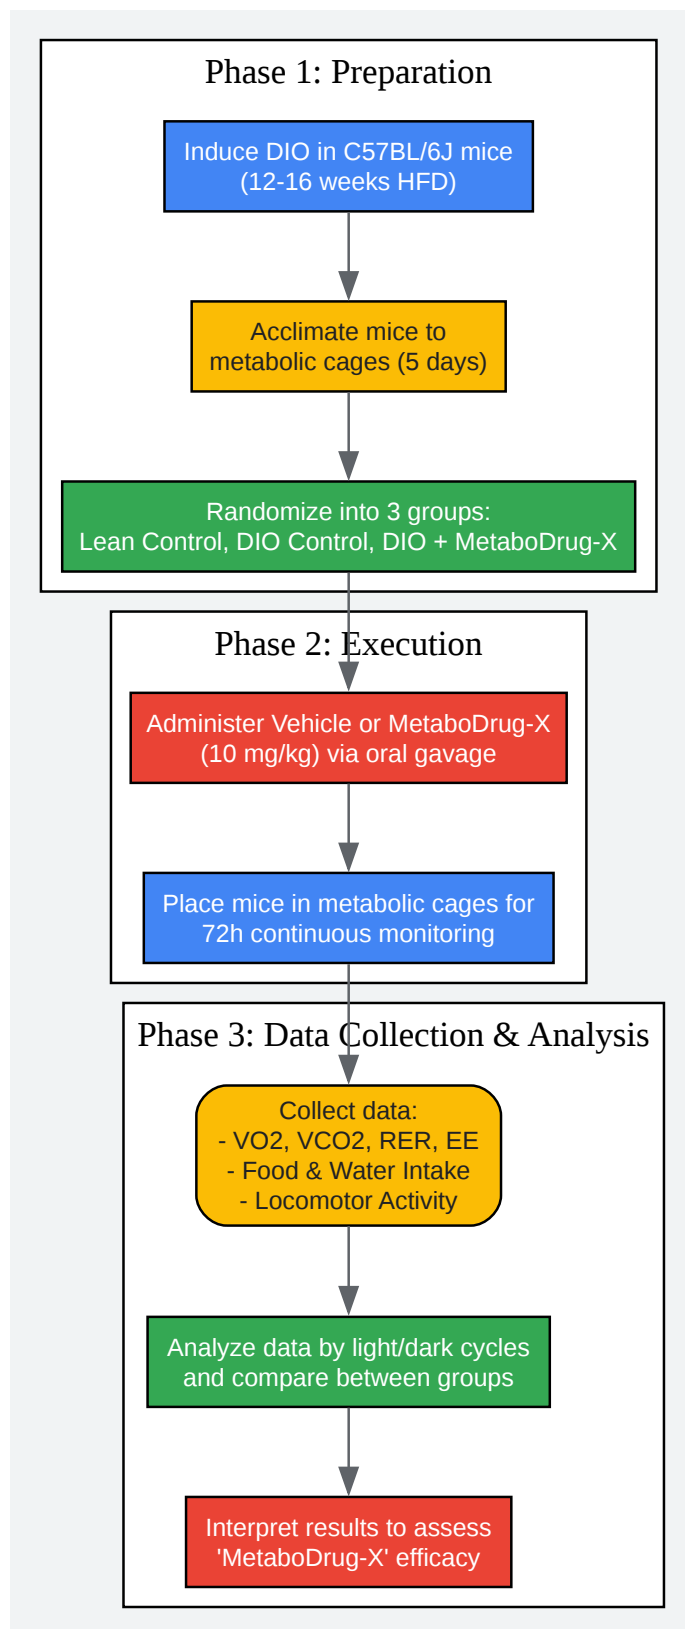 Phase 1: Preparation
Induce DIO in C57BL/6J mice
(12-16 weeks HFD)
Acclimate mice to
metabolic cages (5 days)
Randomize into 3 groups:
Lean Control, DIO Control, DIO + MetaboDrug-X
Phase 2: Execution
Administer Vehicle or MetaboDrug-X
(10 mg/kg) via oral gavage
Place mice in metabolic cages for
72h continuous monitoring
Phase 3: Data Collection & Analysis
Collect data:
- VO2, VCO2, RER, EE
- Food & Water Intake
- Locomotor Activity
Analyze data by light/dark cycles
and compare between groups
Interpret results to assess
'MetaboDrug-X' efficacy